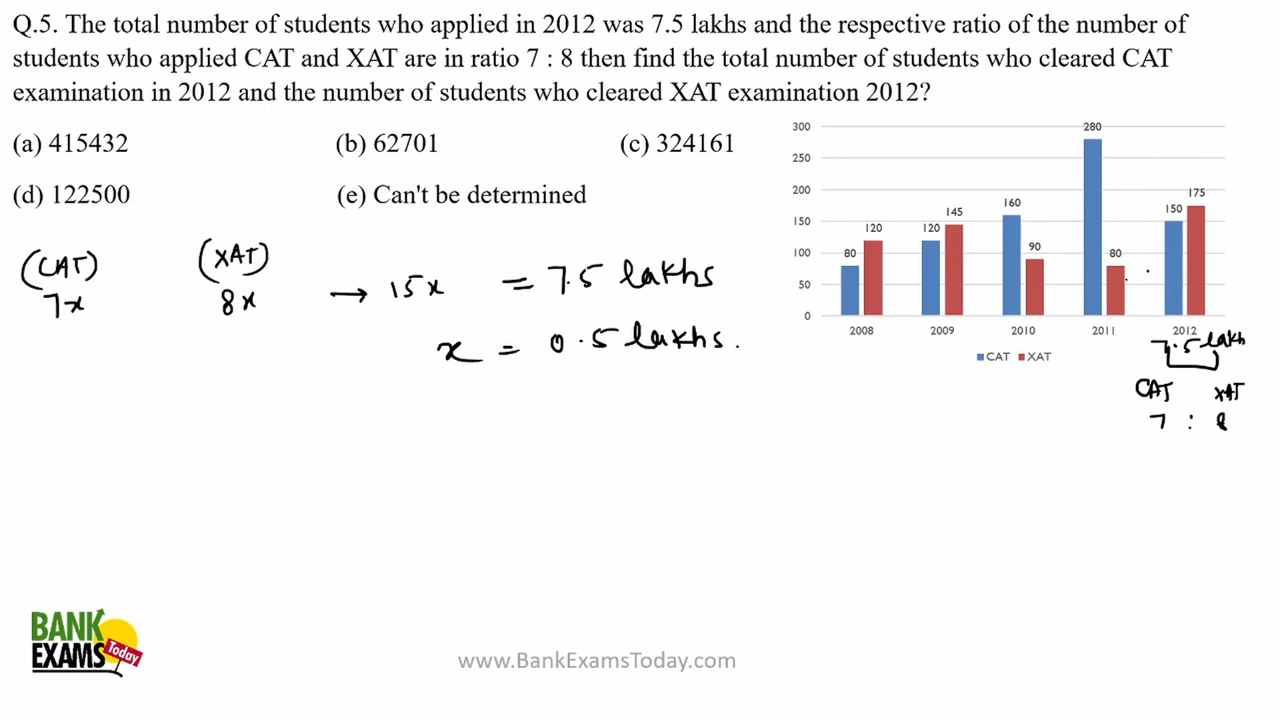 Q.5. The total number of students who applied in 2012 was 7.5 lakhs and the respective ratio of the number of
students who applied CAT and XAT are in ratio 7 : 8 then find the total number of students who cleared CAT
examination in 2012 and the number of students who cleared XAT examination 2012?
(a) 415432 (b) 62701 (c) 324161
(d) 122500 (e) Can't be determined
300
250
200
150
100
50
0
80 120 120 145 160 90 280 80 150 175
2008 2009 2010 2011 2012
CAT XAT
7.5 lakh
CAT XAT
7 : 8
(CAT) (XAT)
7x 8x → 15x = 7.5 lakhs
x = 0.5 lakhs.
BANK
EXAMS Today
www.BankExamsToday.com